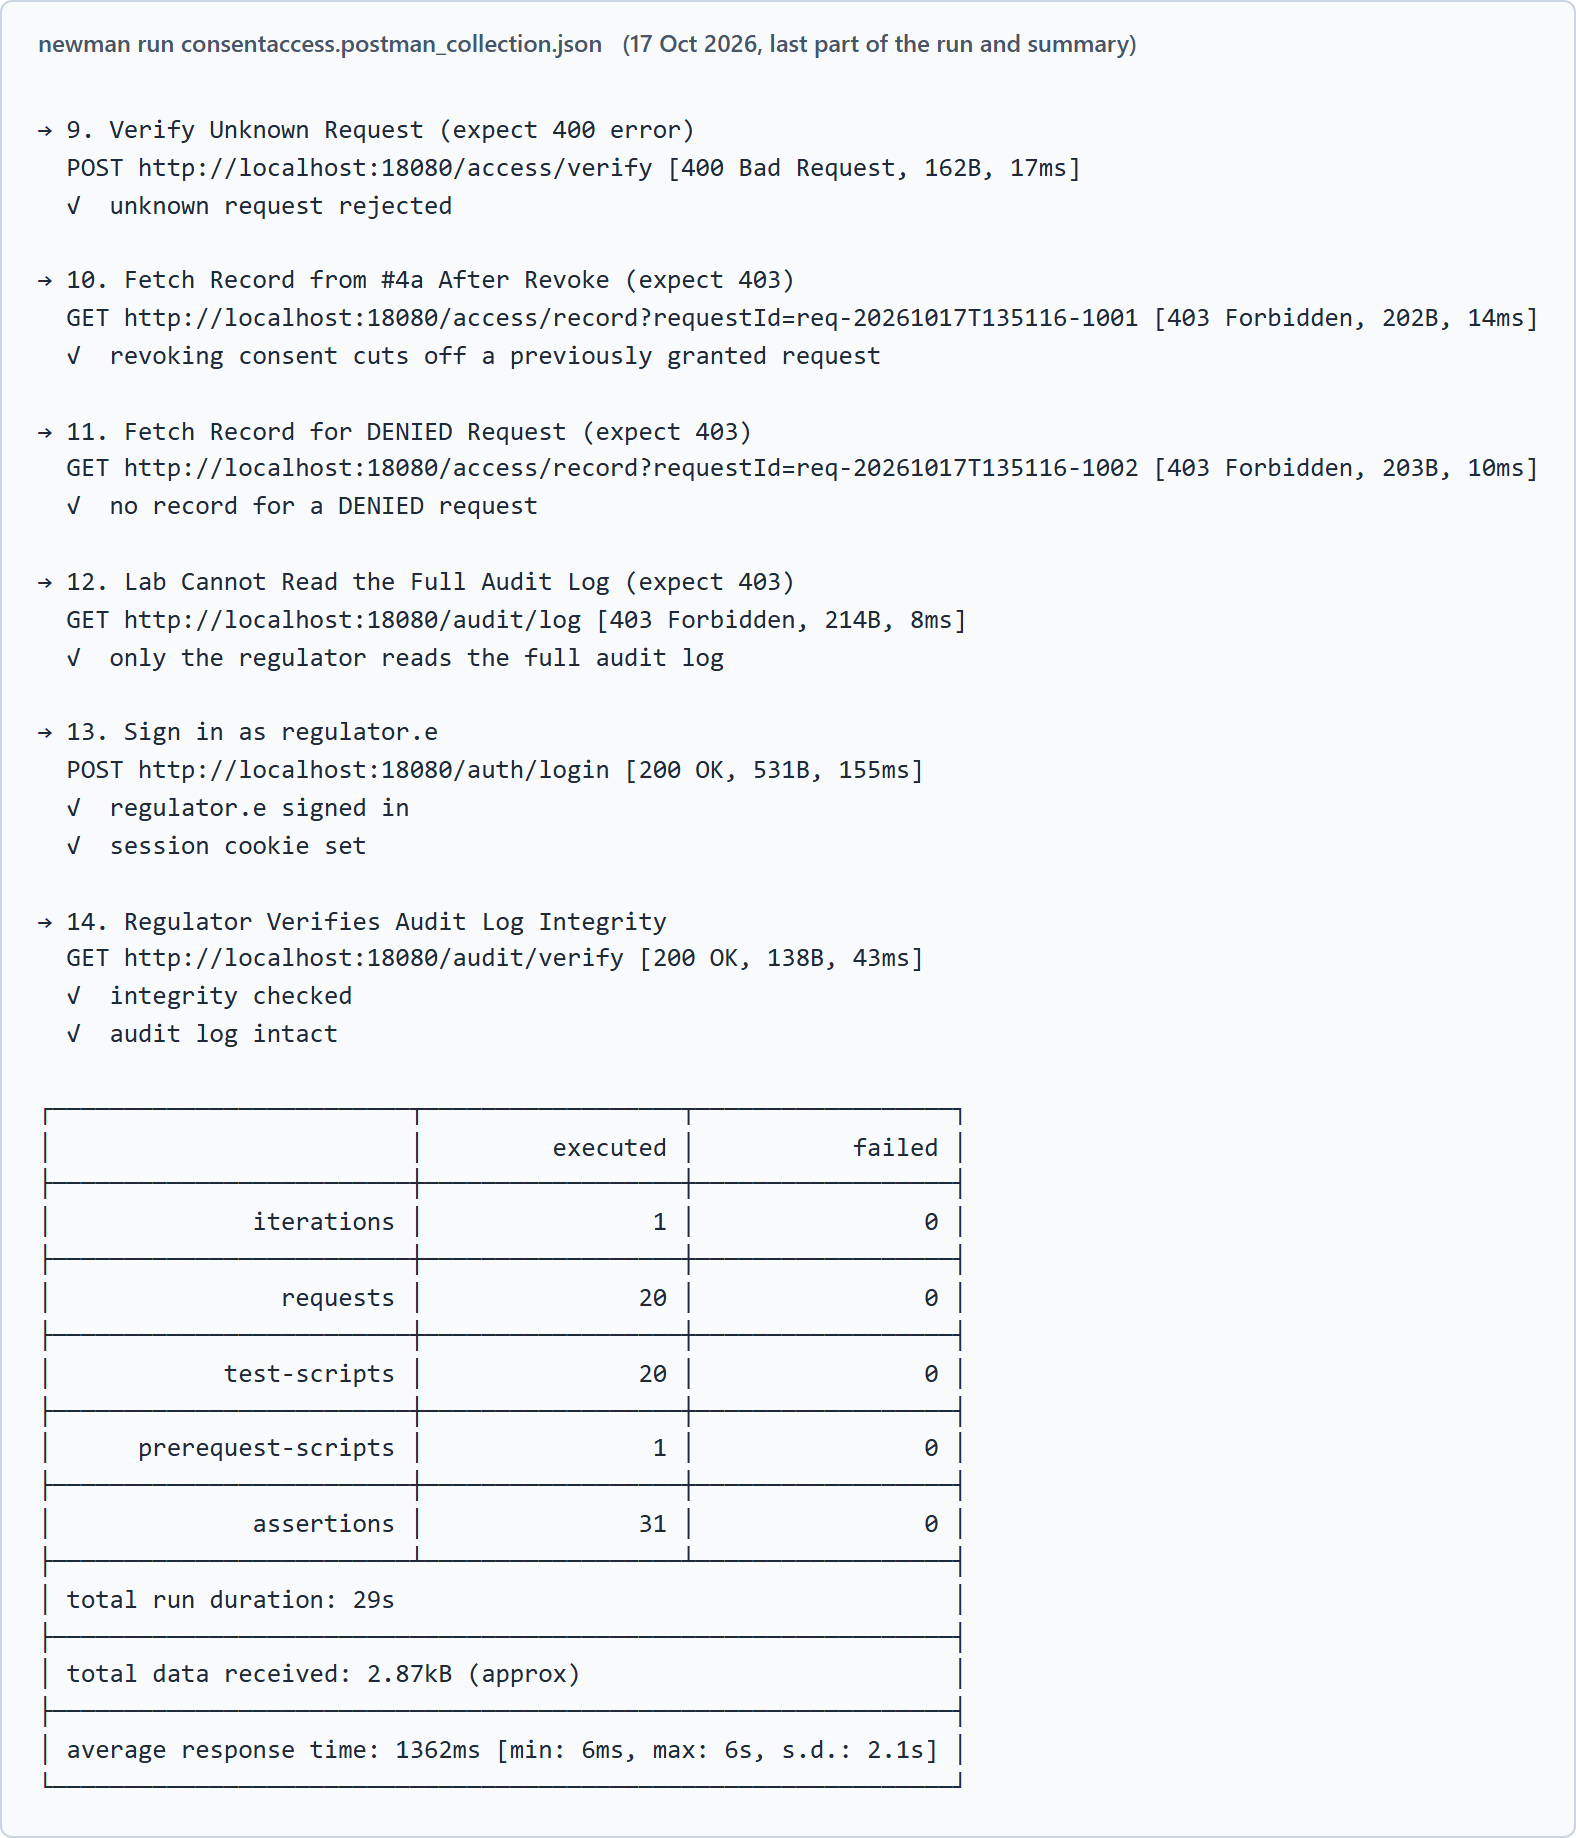 newman run consentaccess.postman_collection.json (17 Oct 2026, last part of the run and summary)
→ 9. Verify Unknown Request (expect 400 error)
POST http://localhost:18080/access/verify [400 Bad Request, 162B, 17ms]
√ unknown request rejected
→ 10. Fetch Record from #4a After Revoke (expect 403)
GET http://localhost:18080/access/record?requestId=req-20261017T135116-1001 [403 Forbidden, 202B, 14ms]
√ revoking consent cuts off a previously granted request
→ 11. Fetch Record for DENIED Request (expect 403)
GET http://localhost:18080/access/record?requestId=req-20261017T135116-1002 [403 Forbidden, 203B, 10ms]
√ no record for a DENIED request
→ 12. Lab Cannot Read the Full Audit Log (expect 403)
GET http://localhost:18080/audit/log [403 Forbidden, 214B, 8ms]
√ only the regulator reads the full audit log
→ 13. Sign in as regulator.e
POST http://localhost:18080/auth/login [200 OK, 531B, 155ms]
√ regulator.e signed in
√ session cookie set
→ 14. Regulator Verifies Audit Log Integrity
GET http://localhost:18080/audit/verify [200 OK, 138B, 43ms]
√ integrity checked
√ audit log intact
executed failed
iterations 1 0
requests 20 0
test-scripts 20 0
prerequest-scripts 1 0
assertions 31 0
total run duration: 29s
total data received: 2.87kB (approx)
average response time: 1362ms [min: 6ms, max: 6s, s.d.: 2.1s]